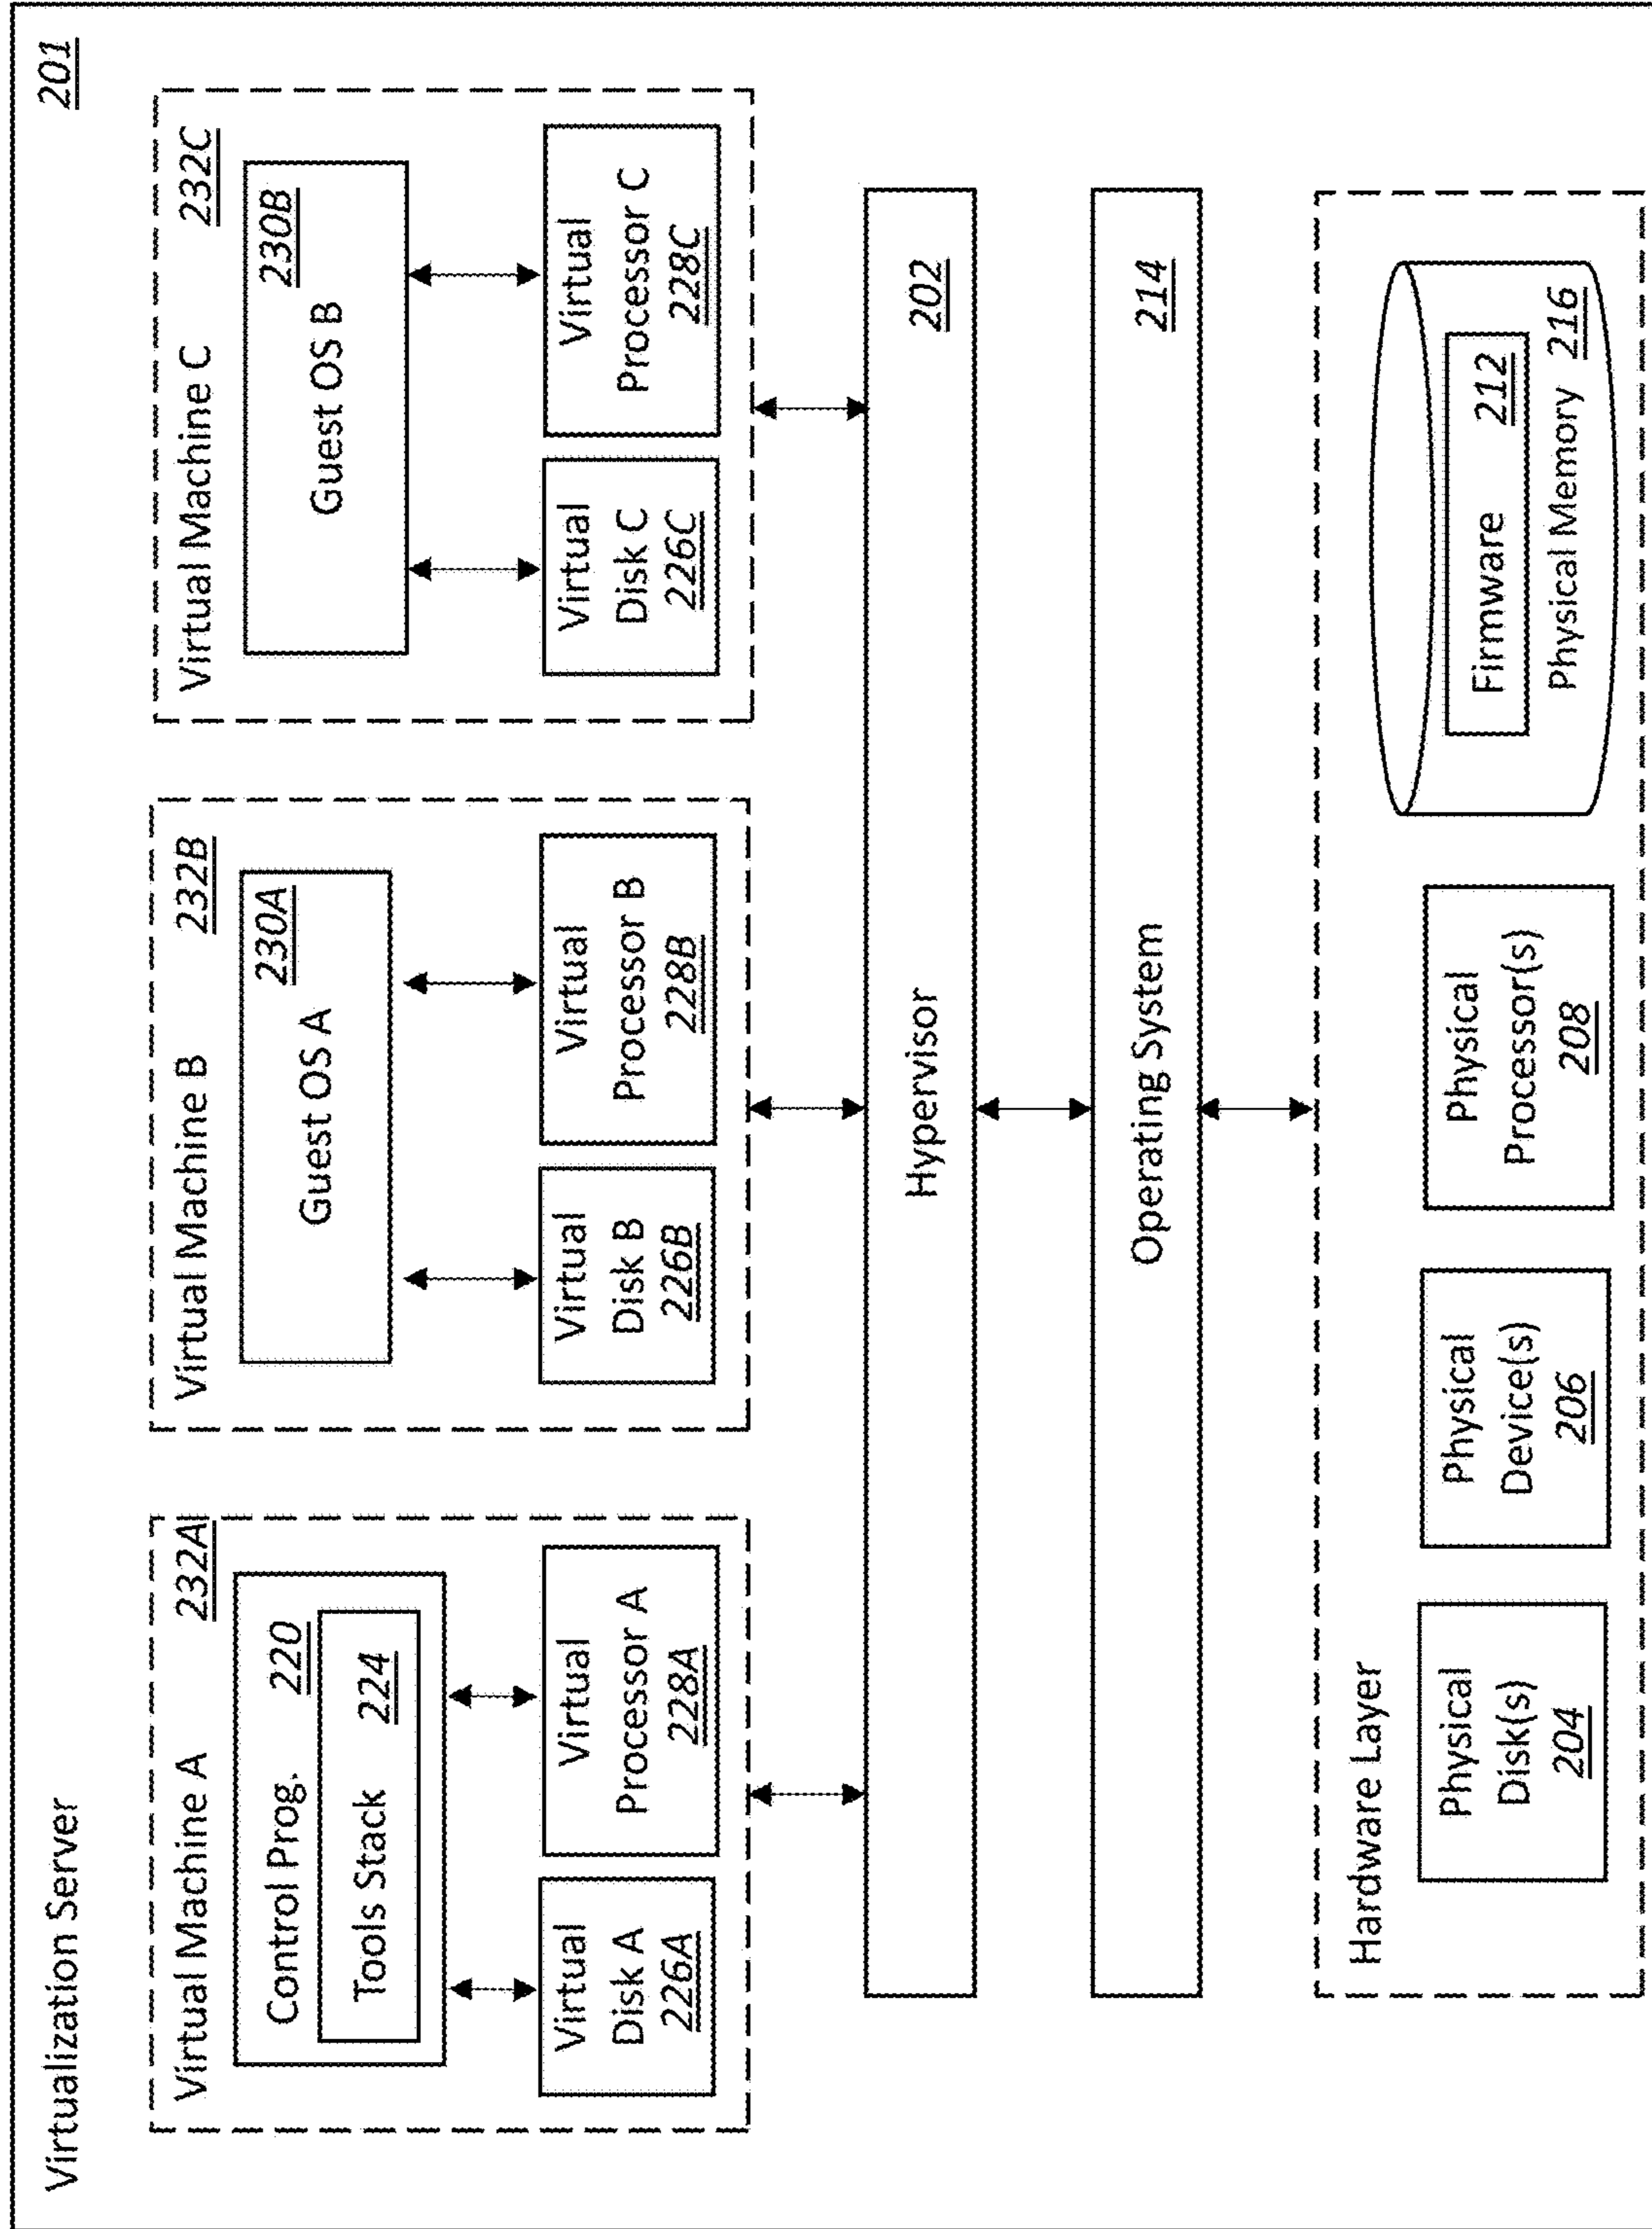 Virtualization Server
201
Virtual Machine A
232A
Control Prog.
220
Tools Stack
224
Virtual
Disk A
226A
Virtual
Processor A
228A
Virtual Machine B
232B
230A
Guest OS A
Virtual
Disk B
226B
Virtual
Processor B
228B
Virtual Machine C
232C
230B
Guest OS B
Virtual
Disk C
226C
Virtual
Processor C
228C
Hypervisor
202
Operating System
214
Hardware Layer
Physical
Disk(s)
204
Physical
Device(s)
206
Physical
Processor(s)
208
Firmware
212
Physical Memory
216